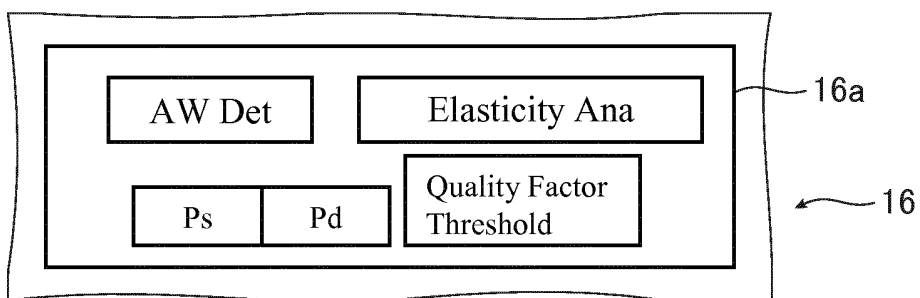 AW Det
Elasticity Ana
16a
Ps
Pd
Quality Factor
Threshold
16